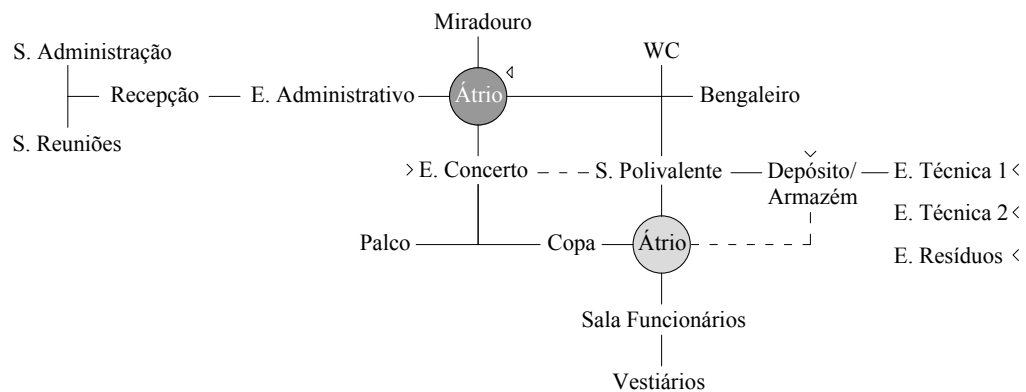 Miradouro
S. Administração
WC
Recepção
E. Administrativo
Átrio
Bengaleiro
S. Reuniões
E. Concerto
S. Polivalente
Depósito/
Armazém
E. Técnica 1
E. Técnica 2
Palco
Copa
Átrio
E. Resíduos
Sala Funcionários
Vestiários